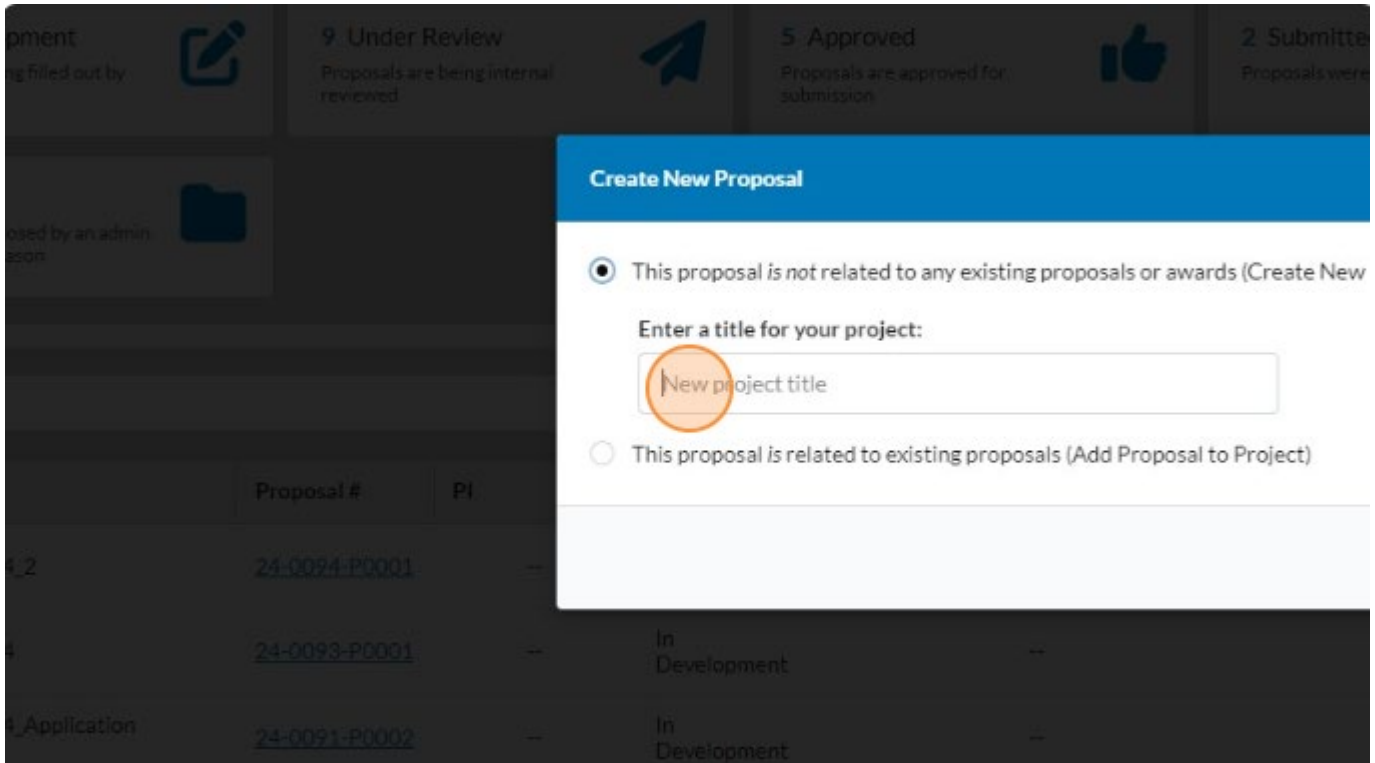 pment
ng filled out by
9 Under Review
Proposals are being internal
reviewed
5 Approved
Proposals are approved for
submission
2 Submitte
Proposals were
osed by an admin
ason
Create New Proposal
This proposal is not related to any existing proposals or awards (Create New
Enter a title for your project:
New project title
This proposal is related to existing proposals (Add Proposal to Project)
Proposal # PI
4_2 24-0094-P0001 --
4 24-0093-P0001 -- In
Development --
4_Application 24-0091-P0002 -- In
Development --